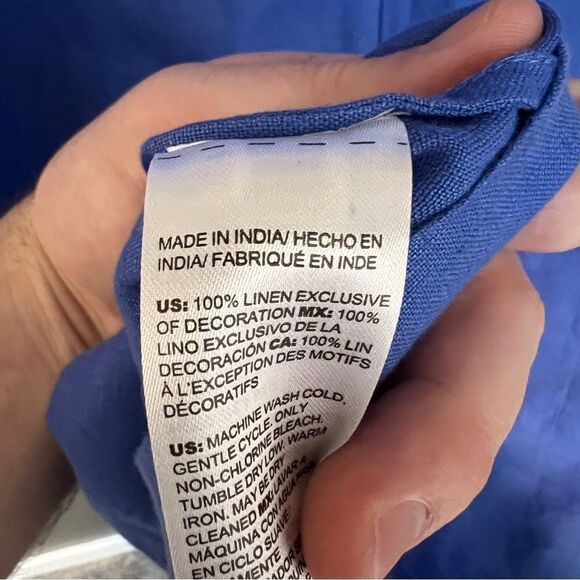 MADE IN INDIA/ HECHO EN
INDIA/ FABRIQUÉ EN INDE
US: 100% LINEN EXCLUSIVE
OF DECORATION MX: 100%
LINO EXCLUSIVO DE LA
DECORACIÓN CA: 100% LIN
À L'EXCEPTION DES MOTIFS
DÉCORATIFS
US: MACHINE WASH COLD,
GENTLE CYCLE. ONLY
NON-CHLORINE BLEACH.
TUMBLE DRY LOW. WARM
IRON. MAY BE DRY
CLEANED MX: LAVAR A
MÁQUINA CON AGUA
EN CICLO SUAVE